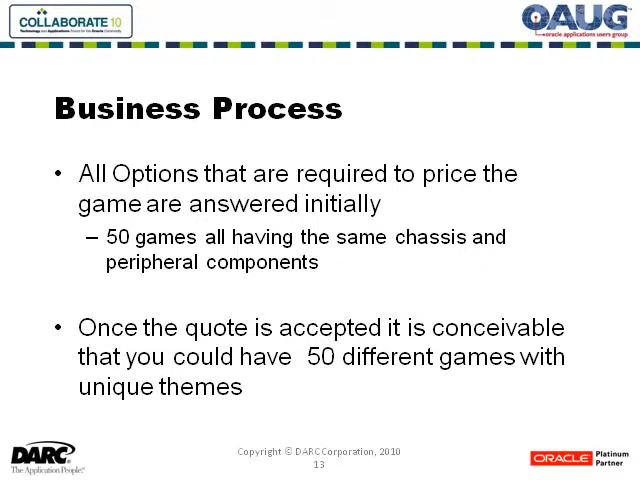 COLLABORATE 10
Technology and Applications Forum for the Oracle Community
OAUG
oracle applications users group
Business Process
• All Options that are required to price the
game are answered initially
– 50 games all having the same chassis and
peripheral components
• Once the quote is accepted it is conceivable
that you could have 50 different games with
unique themes
DARC
The Application People!
Copyright © DARC Corporation, 2010
13
ORACLE
Platinum
Partner